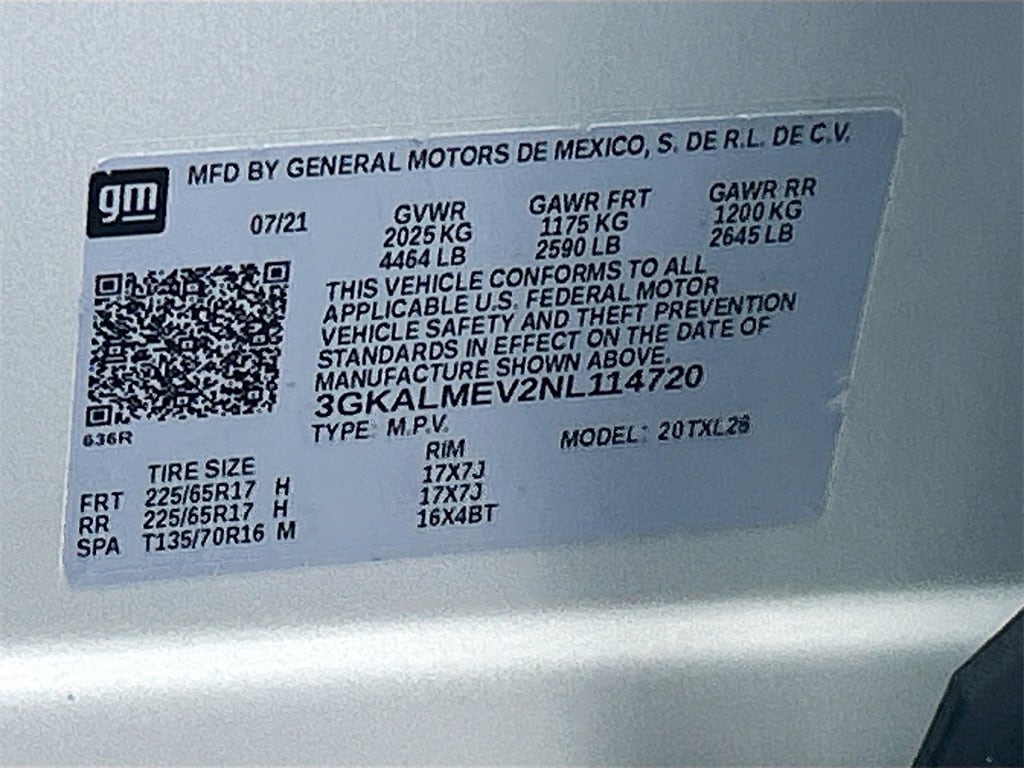 gm
MFD BY GENERAL MOTORS DE MEXICO, S. DE R.L. DE C.V.
07/21
GVWR GAWR FRT GAWR RR
2025 KG 1175 KG 1200 KG
4464 LB 2590 LB 2645 LB
THIS VEHICLE CONFORMS TO ALL
APPLICABLE U.S. FEDERAL MOTOR
VEHICLE SAFETY AND THEFT PREVENTION
STANDARDS IN EFFECT ON THE DATE OF
MANUFACTURE SHOWN ABOVE.
3GKALMEV2NL114720
636R
TYPE: M.P.V. MODEL: 20TXL26
TIRE SIZE RIM
FRT 225/65R17 H 17X7J
RR 225/65R17 H 17X7J
SPA T135/70R16 M 16X4BT